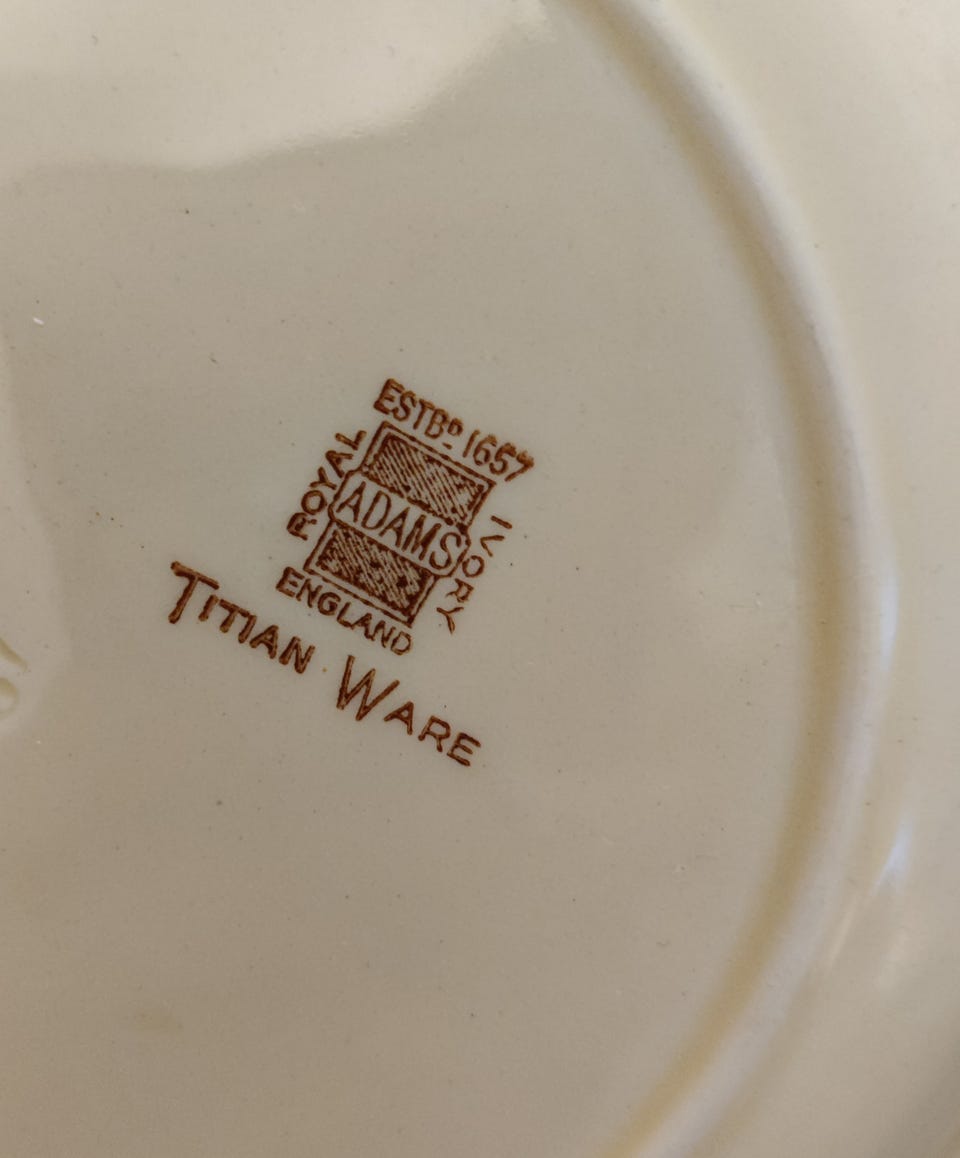 ESTBD 1657
ROYAL
ADAMS
IVORY
ENGLAND
TITIAN WARE